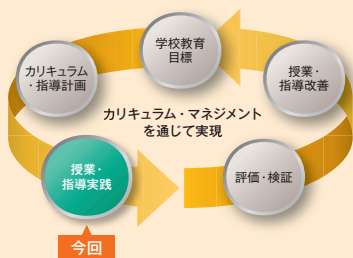 学校教育
目標
カリキュラム
・指導計画
授業・
指導改善
カリキュラム・マネジメント
を通じて実現
授業・
指導実践
評価・検証
今回